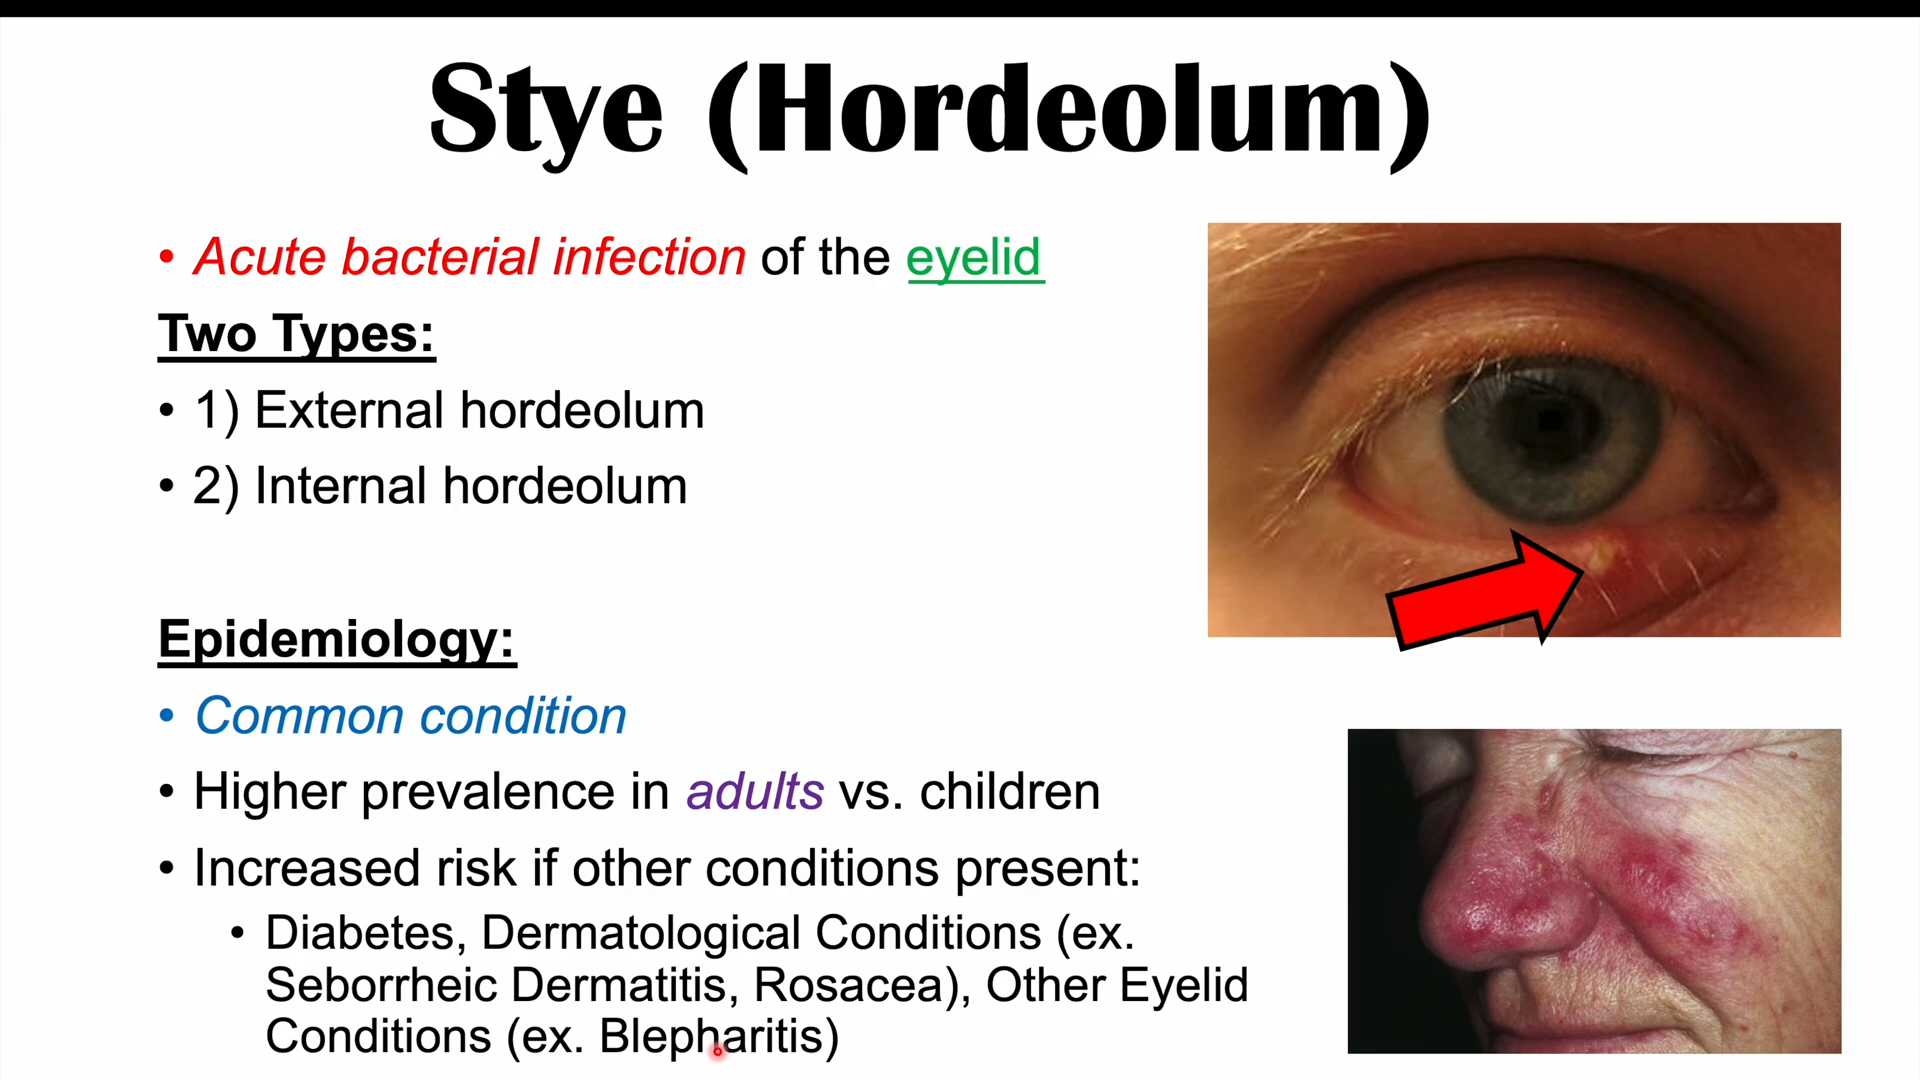 Stye (Hordeolum)
• Acute bacterial infection of the eyelid
Two Types:
• 1) External hordeolum
• 2) Internal hordeolum
Epidemiology:
• Common condition
• Higher prevalence in adults vs. children
• Increased risk if other conditions present:
• Diabetes, Dermatological Conditions (ex.
Seborrheic Dermatitis, Rosacea), Other Eyelid
Conditions (ex. Blepharitis)